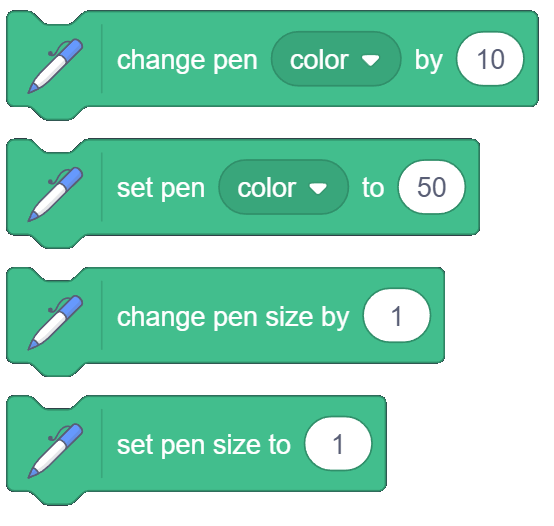 change pen color by 10
set pen color to 50
change pen size by 1
set pen size to 1